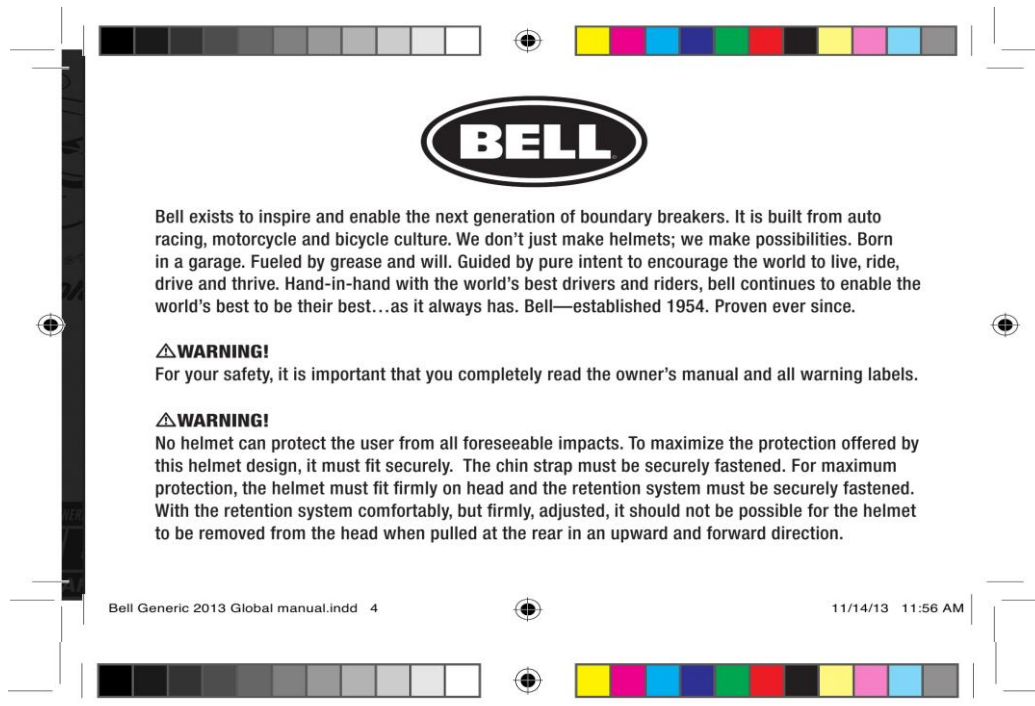 BELL
Bell exists to inspire and enable the next generation of boundary breakers. It is built from auto
racing, motorcycle and bicycle culture. We don’t just make helmets; we make possibilities. Born
in a garage. Fueled by grease and will. Guided by pure intent to encourage the world to live, ride,
drive and thrive. Hand-in-hand with the world’s best drivers and riders, bell continues to enable the
world’s best to be their best…as it always has. Bell—established 1954. Proven ever since.
⚠WARNING!
For your safety, it is important that you completely read the owner’s manual and all warning labels.
⚠WARNING!
No helmet can protect the user from all foreseeable impacts. To maximize the protection offered by
this helmet design, it must fit securely.  The chin strap must be securely fastened. For maximum
protection, the helmet must fit firmly on head and the retention system must be securely fastened.
With the retention system comfortably, but firmly, adjusted, it should not be possible for the helmet
to be removed from the head when pulled at the rear in an upward and forward direction.
Bell Generic 2013 Global manual.indd   4
11/14/13   11:56 AM